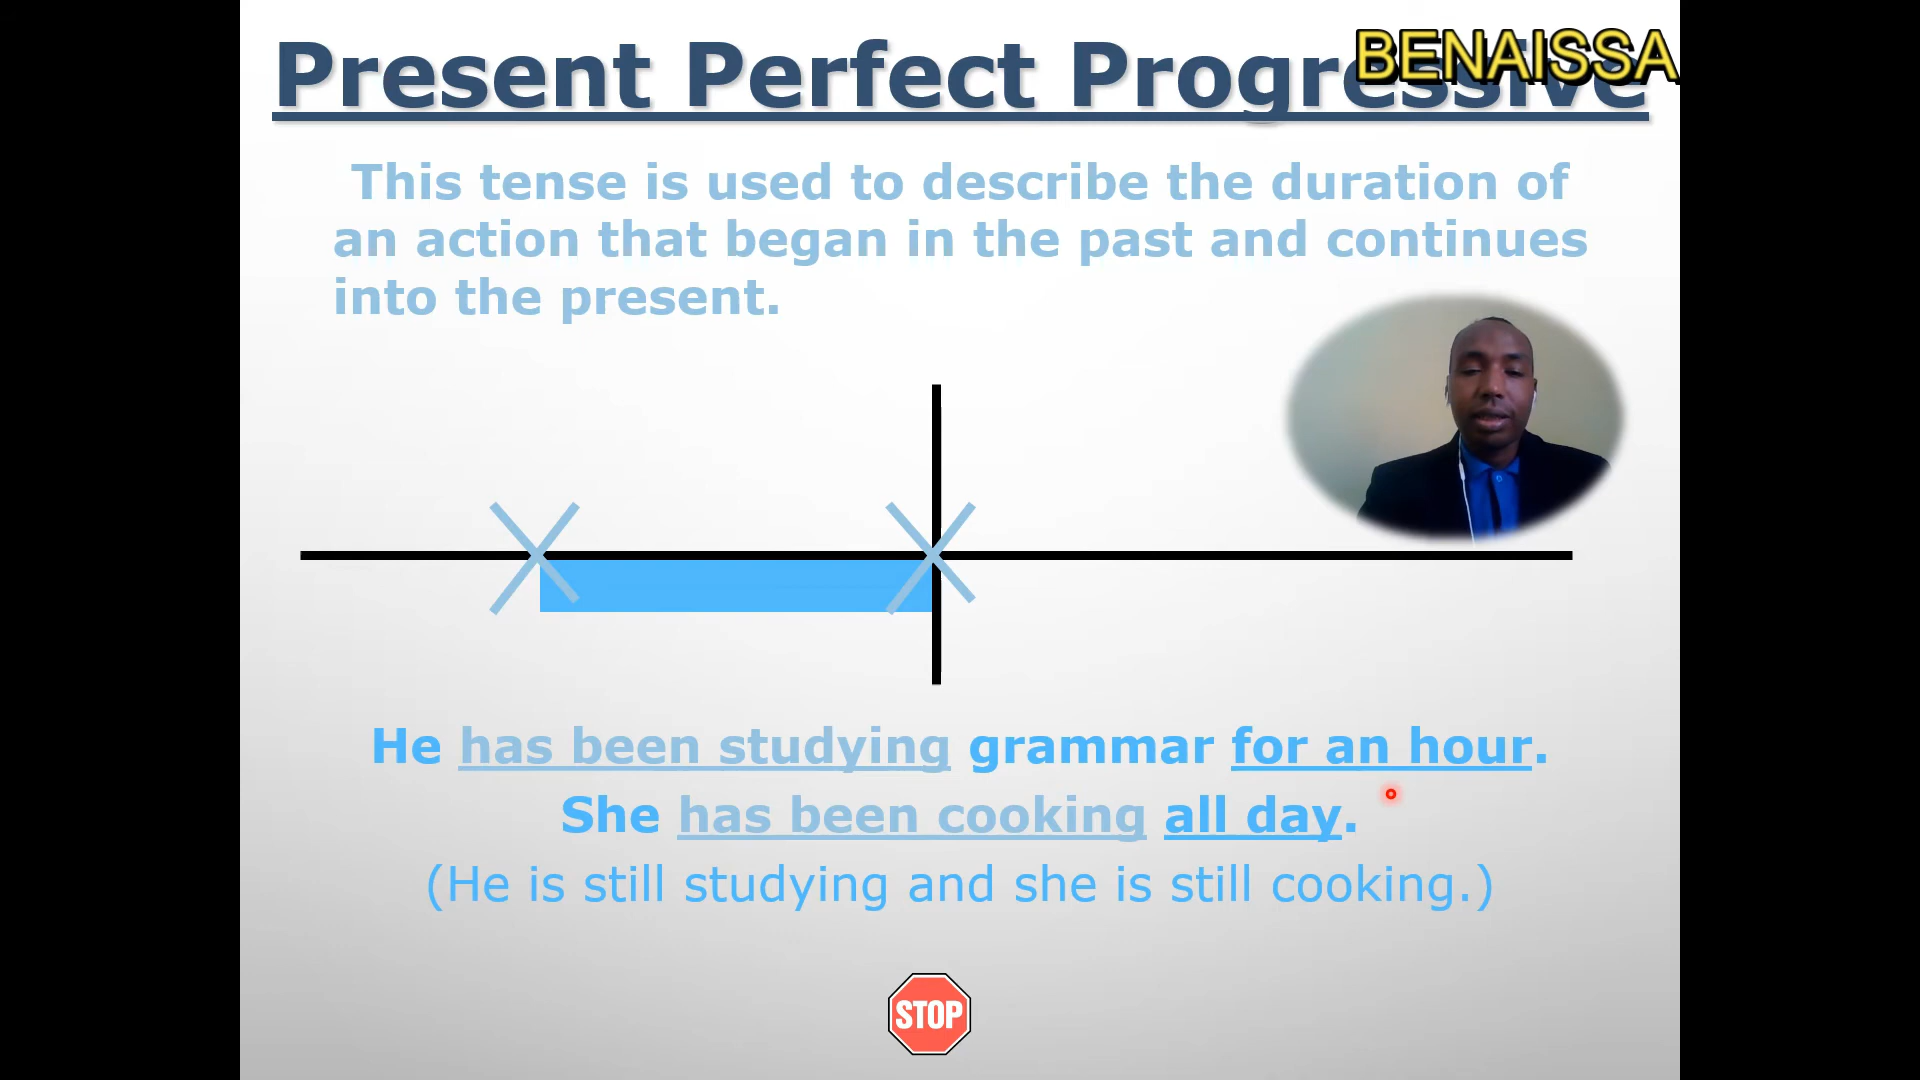 Present Perfect Progressive
BENAISSA
This tense is used to describe the duration of
an action that began in the past and continues
into the present.
He has been studying grammar for an hour.
She has been cooking all day.
(He is still studying and she is still cooking.)
STOP